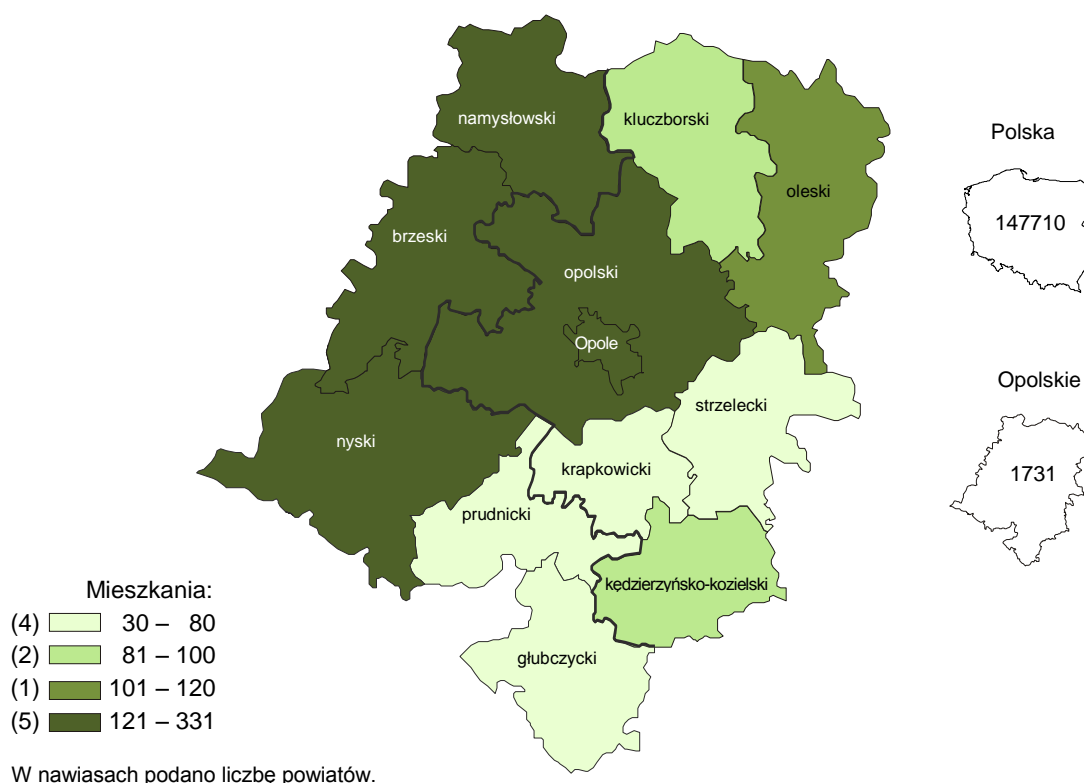 namysłowski
kluczborski
oleski
brzeski
opolski
Opole
strzelecki
nyski
krapkowicki
prudnicki
kędzierzyńsko-kozielski
głubczycki
Polska
147710
Opolskie
1731
Mieszkania:
(4) 30 – 80
(2) 81 – 100
(1) 101 – 120
(5) 121 – 331
W nawiasach podano liczbę powiatów.